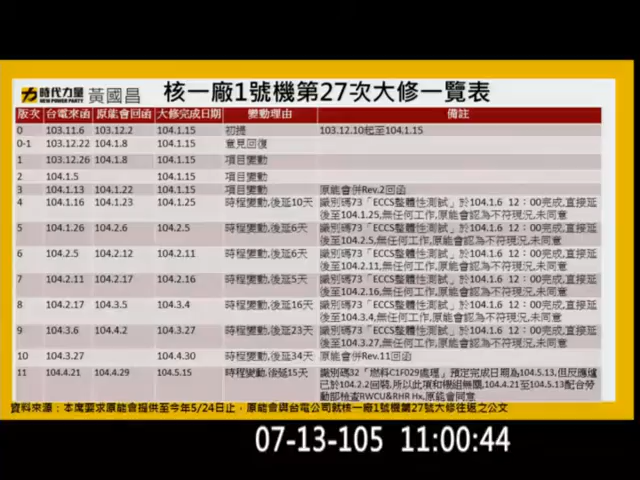 力 時代力量 NEW POWER PARTY 黃國昌 核一廠1號機第27次大修一覽表
版次 台電來函 原能會回函 大修完成日期 變動理由 備註
0 103.11.6 103.12.2 104.1.15 初提 103.12.10起至104.1.15
0-1 103.12.22 104.1.8 104.1.15 意見回復
1 103.12.26 104.1.8 104.1.15 項目變動
2 104.1.5 104.1.15 項目變動
3 104.1.13 104.1.22 104.1.15 項目變動 原能會併Rev.2回函
4 104.1.16 104.1.23 104.1.25 時程變動,後延10天 識別碼73「ECCS整體性測試」於104.1.6 12：00完成,直接延
後至104.1.25,無任何工作,原能會認為不符現況,未同意
5 104.1.26 104.2.6 104.2.5 時程變動,後延6天 識別碼73「ECCS整體性測試」於104.1.6 12：00完成,直接延
後至104.2.5,無任何工作,原能會認為不符現況,未同意
6 104.2.5 104.2.12 104.2.11 時程變動,後延6天 識別碼73「ECCS整體性測試」於104.1.6 12：00完成,直接延
後至104.2.11,無任何工作,原能會認為不符現況,未同意
7 104.2.11 104.2.17 104.2.16 時程變動,後延5天 識別碼73「ECCS整體性測試」於104.1.6 12：00完成,直接延
後至104.2.16,無任何工作,原能會認為不符現況,未同意
8 104.2.17 104.3.5 104.3.4 時程變動,後延16天 識別碼73「ECCS整體性測試」於104.1.6 12：00完成,直接延
後至104.3.4,無任何工作,原能會認為不符現況,未同意
9 104.3.6 104.4.2 104.3.27 時程變動,後延23天 識別碼73「ECCS整體性測試」於104.1.6 12：00完成,直接延
後至104.3.27,無任何工作,原能會認為不符現況,未同意
10 104.3.27 104.4.30 時程變動,後延34天 原能會併Rev.11回函
11 104.4.21 104.4.29 104.5.15 時程變動,後延15天 識別碼32「燃料C1F029處理」預定完成日期為104.5.13,但反應爐
已於104.2.2回裝,所以此項和機組無關,104.4.21至104.5.13配合勞
動部檢查RWCU&RHR Hx,原能會同意
資料來源：本席要求原能會提供至今年5/24日止，原能會與台電公司就核一廠1號機第27號大修往返之公文
07-13-105 11:00:44